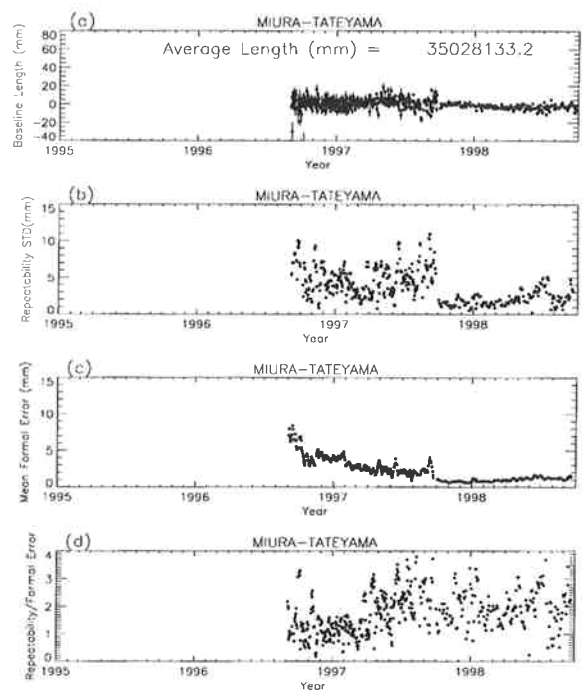 (a) MIURA-TATEYAMA
Average Length (mm) = 35028133.2
Baseline Length (mm)
80
60
40
20
0
-20
-40
1995 1996 1997 1998
Year
(b) MIURA-TATEYAMA
Repeatability STD(mm)
15
10
5
0
1995 1996 1997 1998
Year
(c) MIURA-TATEYAMA
Mean Formal Error (mm)
15
10
5
0
1995 1996 1997 1998
Year
(d) MIURA-TATEYAMA
Repeatability/Formal Error
4
3
2
1
0
1995 1996 1997 1998
Year